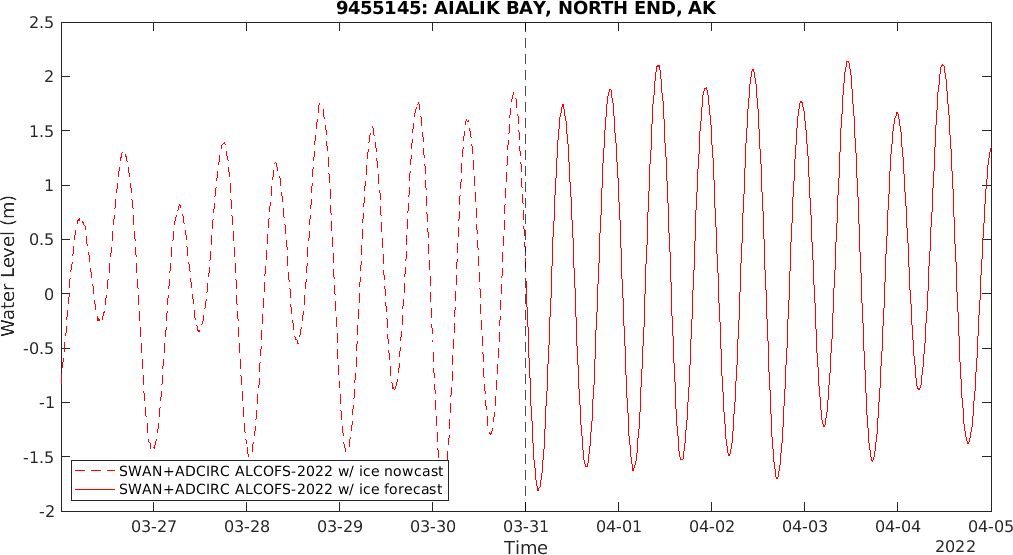 9455145: AIALIK BAY, NORTH END, AK
2.5
2
1.5
1
0.5
0
-0.5
-1
-1.5
-2
Water Level (m)
SWAN+ADCIRC ALCOFS-2022 w/ ice nowcast
SWAN+ADCIRC ALCOFS-2022 w/ ice forecast
03-27 03-28 03-29 03-30 03-31 04-01 04-02 04-03 04-04 04-05
Time
2022